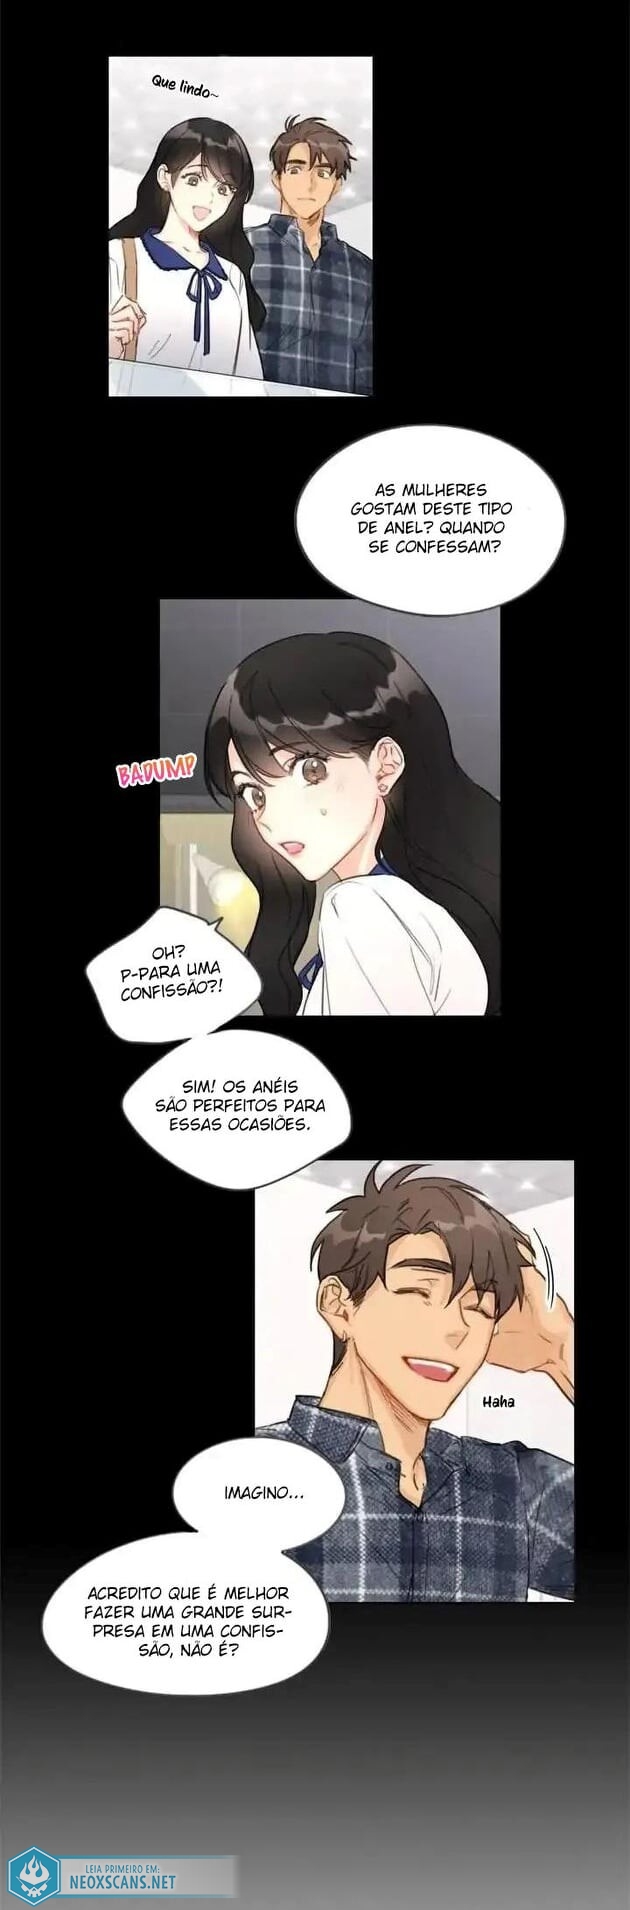 Que lindo~
AS MULHERES
GOSTAM DESTE TIPO
DE ANEL? QUANDO
SE CONFESSAM?
BADUMP
OH?
P-PARA UMA
CONFISSÃO?!
SIM! OS ANÉIS
SÃO PERFEITOS PARA
ESSAS OCASIÕES.
Haha
IMAGINO...
ACREDITO QUE É MELHOR
FAZER UMA GRANDE SUR-
PRESA EM UMA CONFIS-
SÃO, NÃO É?
LEIA PRIMEIRO EM:
NEOXSCANS.NET